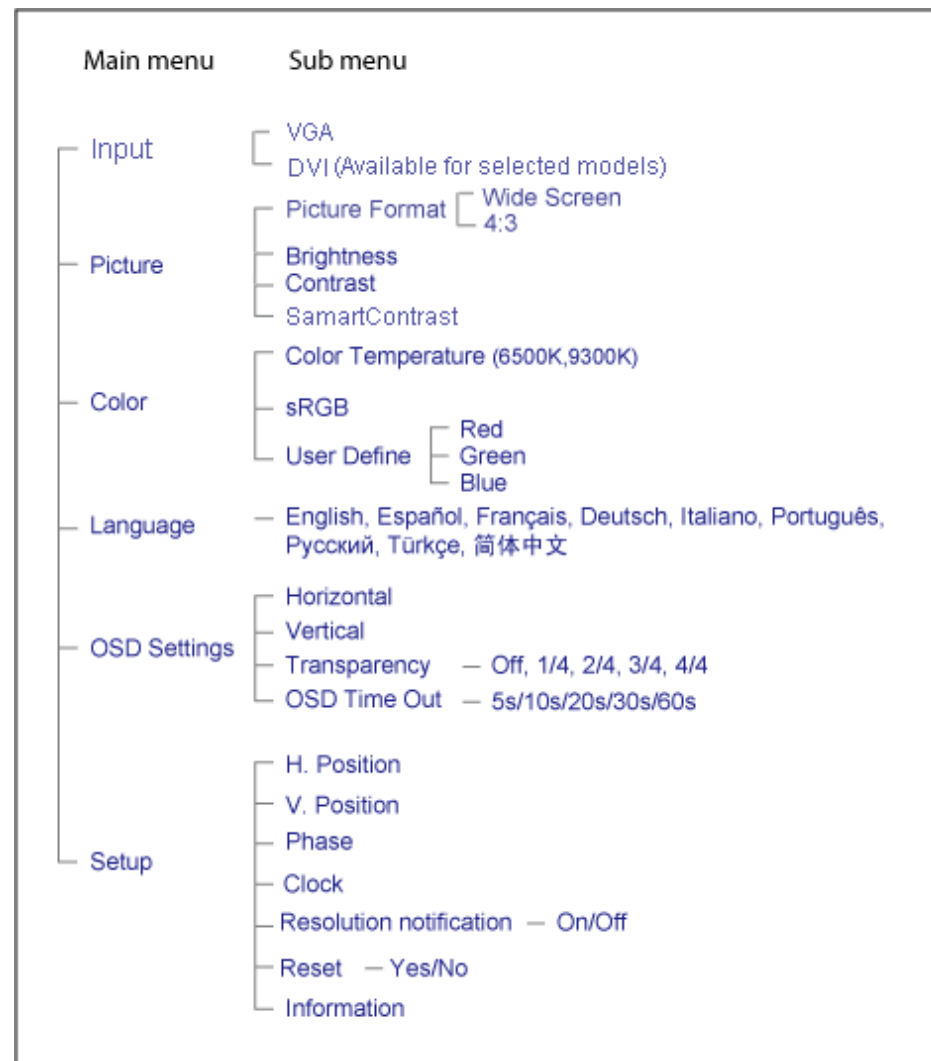 Main menu Sub menu
Input
VGA
DVI (Available for selected models)
Picture
Picture Format
Wide Screen
4:3
Brightness
Contrast
SamartContrast
Color
Color Temperature (6500K,9300K)
sRGB
User Define
Red
Green
Blue
Language
English, Español, Français, Deutsch, Italiano, Português,
Русский, Türkçe, 简体中文
OSD Settings
Horizontal
Vertical
Transparency — Off, 1/4, 2/4, 3/4, 4/4
OSD Time Out — 5s/10s/20s/30s/60s
Setup
H. Position
V. Position
Phase
Clock
Resolution notification — On/Off
Reset — Yes/No
Information